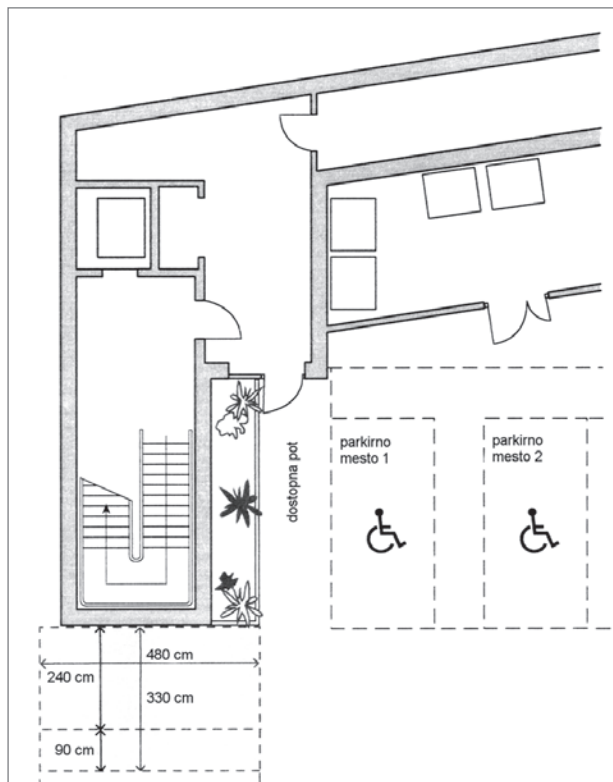 parkirno
mesto 1
parkirno
mesto 2
dostopna pot
480 cm
240 cm
330 cm
90 cm